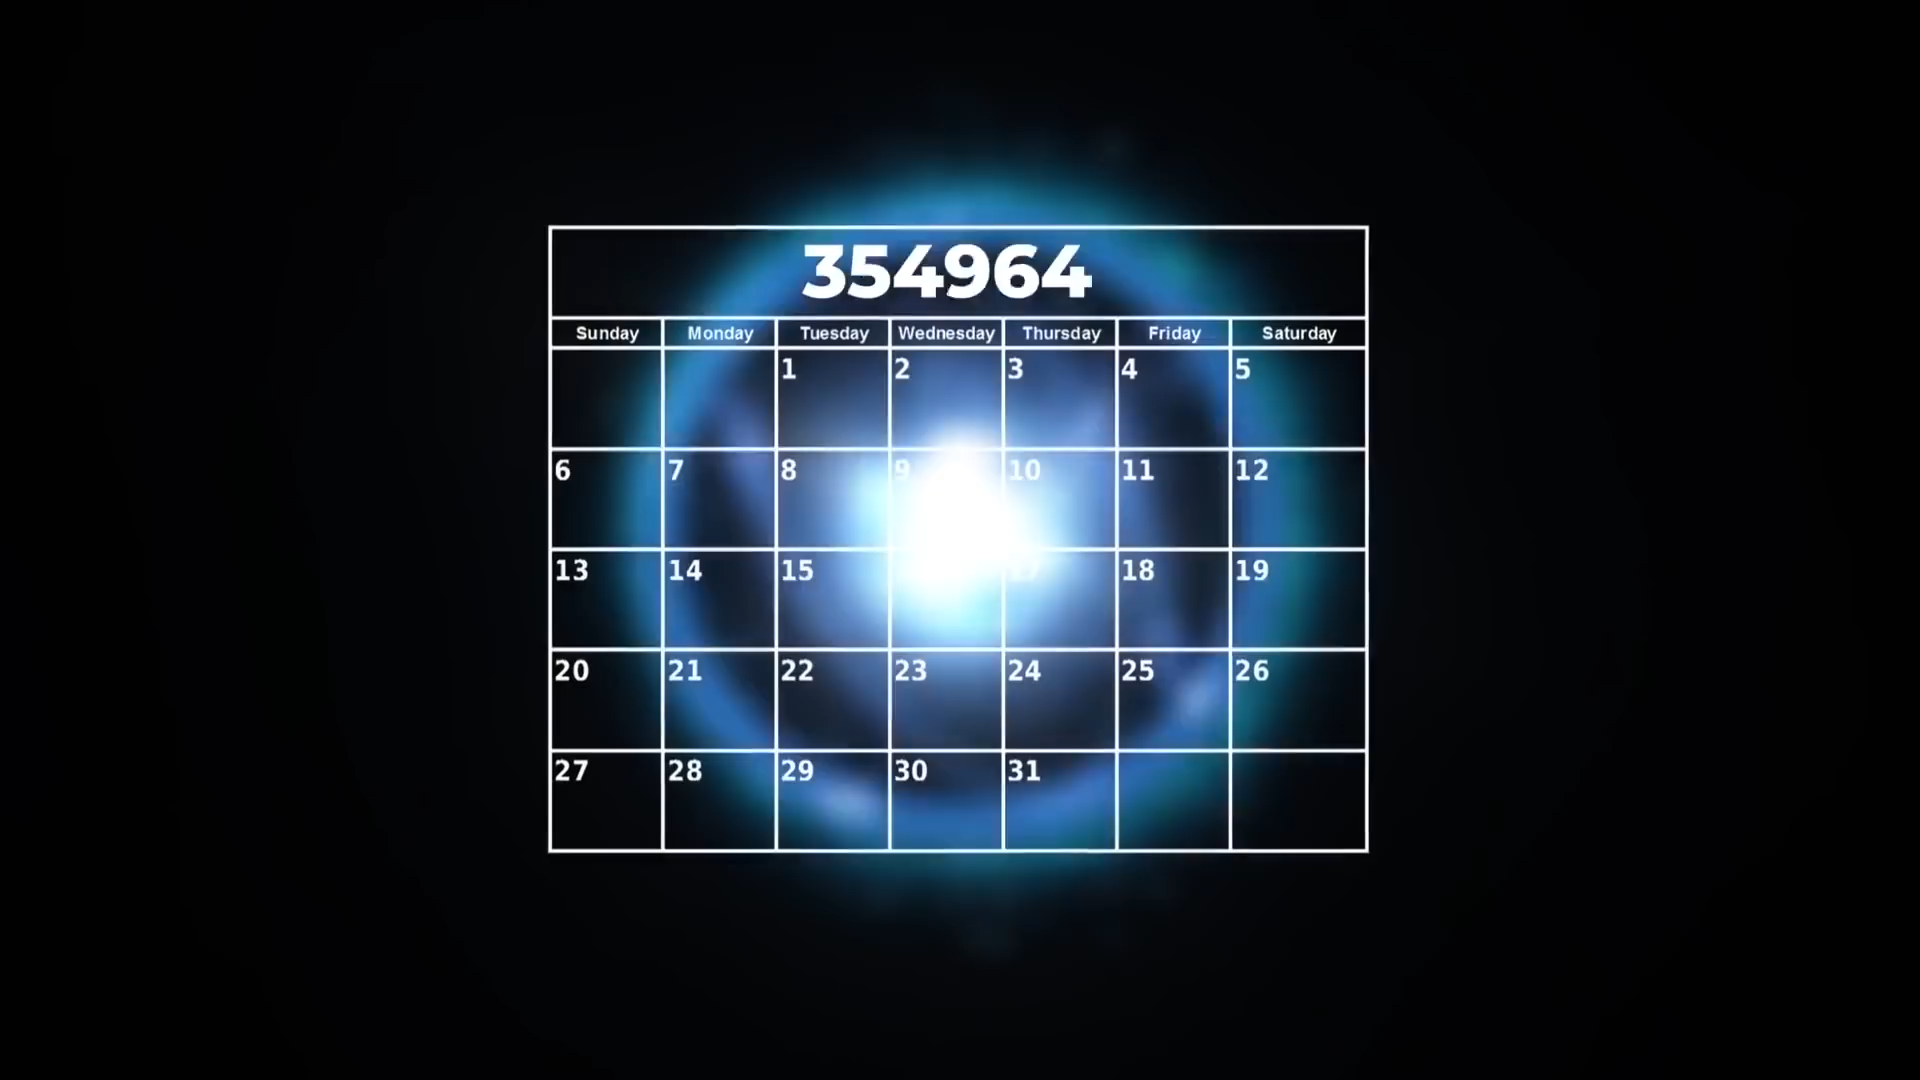 354964
Sunday Monday Tuesday Wednesday Thursday Friday Saturday
1 2 3 4 5
6 7 8 9 10 11 12
13 14 15 17 18 19
20 21 22 23 24 25 26
27 28 29 30 31